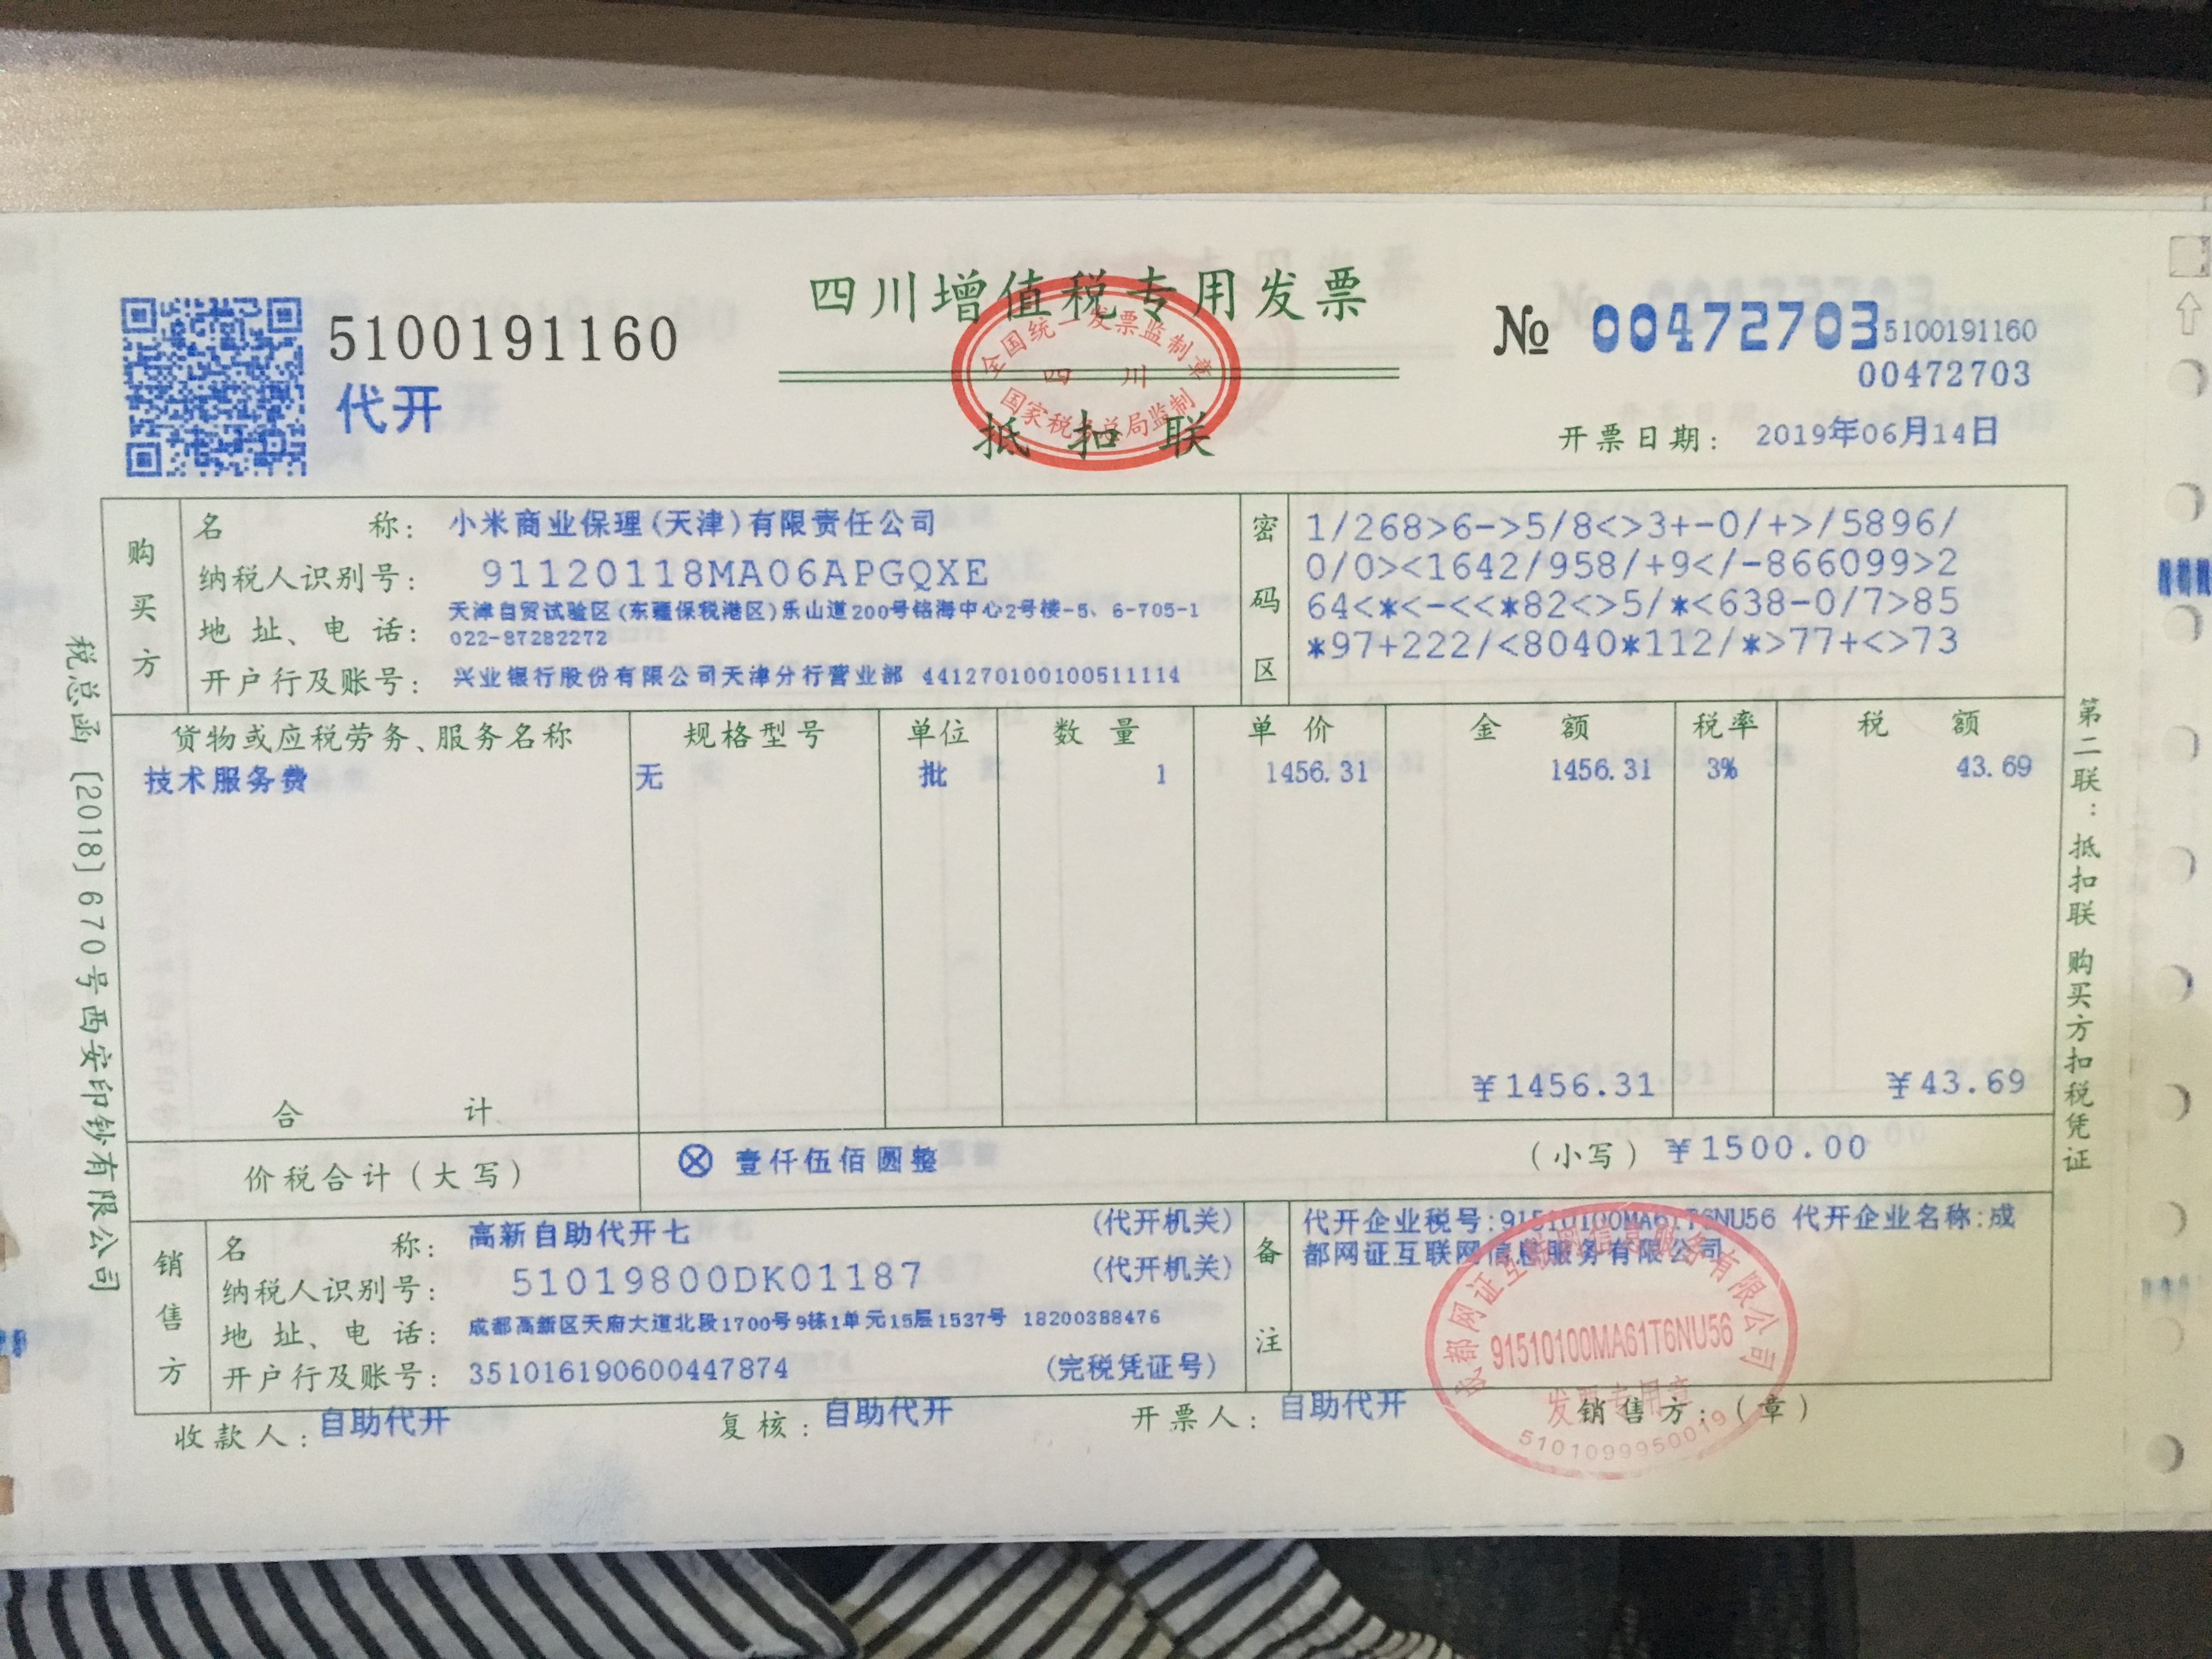 四川增值税专用发票
5100191160
代开
№ 00472703
5100191160
00472703
全国统一发票监制章
四川
国家税务总局监制
抵扣联
开票日期: 2019年06月14日
购买方
名称: 小米商业保理(天津)有限责任公司
纳税人识别号: 91120118MA06APGQXE
地址、电话: 天津自贸试验区(东疆保税港区)乐山道200号铭海中心2号楼-5、6-705-1
022-87282272
开户行及账号: 兴业银行股份有限公司天津分行营业部 441270100100511114
密码区
1/268>6->5/8<>3+-0/+>/5896/
0/0><1642/958/+9</-866099>2
64<*<-<<*82<>5/*<638-0/7>85
*97+222/<8040*112/*>77+<>73
货物或应税劳务、服务名称 规格型号 单位 数量 单价 金额 税率 税额
技术服务费 无 批 1 1456.31 1456.31 3% 43.69
合计 ¥1456.31 ¥43.69
价税合计(大写) ⊗ 壹仟伍佰圆整 (小写) ¥1500.00
销售方
名称: 高新自助代开七 (代开机关)
纳税人识别号: 51019800DK01187 (代开机关)
地址、电话: 成都高新区天府大道北段1700号9栋1单元15层1537号 18200388476
开户行及账号: 351016190600447874 (完税凭证号)
备注
代开企业税号:91510100MA61T6NU56 代开企业名称:成
都网证互联网信息服务有限公司
成都网证互联网信息服务有限公司
91510100MA61T6NU56
发票专用章
5101099950019
收款人: 自助代开 复核: 自助代开 开票人: 自助代开 销售方:(章)
税总函〔2018〕670号西安印钞有限公司
第二联:抵扣联 购买方扣税凭证